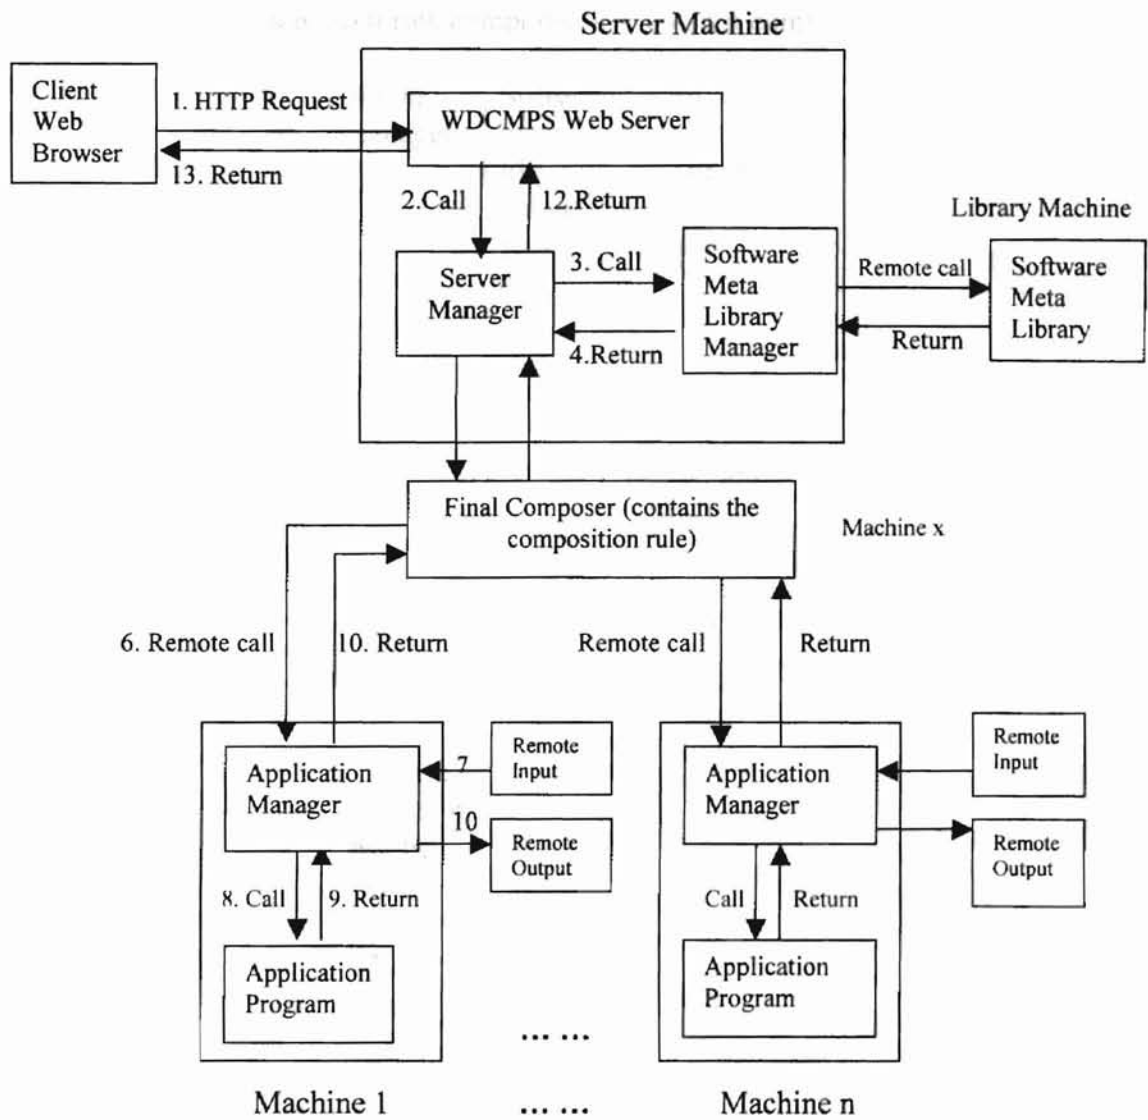 Server Machine
Client
Web
Browser
1. HTTP Request
13. Return
WDCMPS Web Server
2.Call
12.Return
Library Machine
Server
Manager
3. Call
4.Return
Software
Meta
Library
Manager
Remote call
Return
Software
Meta
Library
Final Composer (contains the
composition rule)
Machine x
6. Remote call
10. Return
Remote call
Return
Application
Manager
7
10
Remote
Input
Remote
Output
8. Call
9. Return
Application
Program
Application
Manager
Remote
Input
Remote
Output
Call
Return
Application
Program
... ...
Machine 1
... ...
Machine n